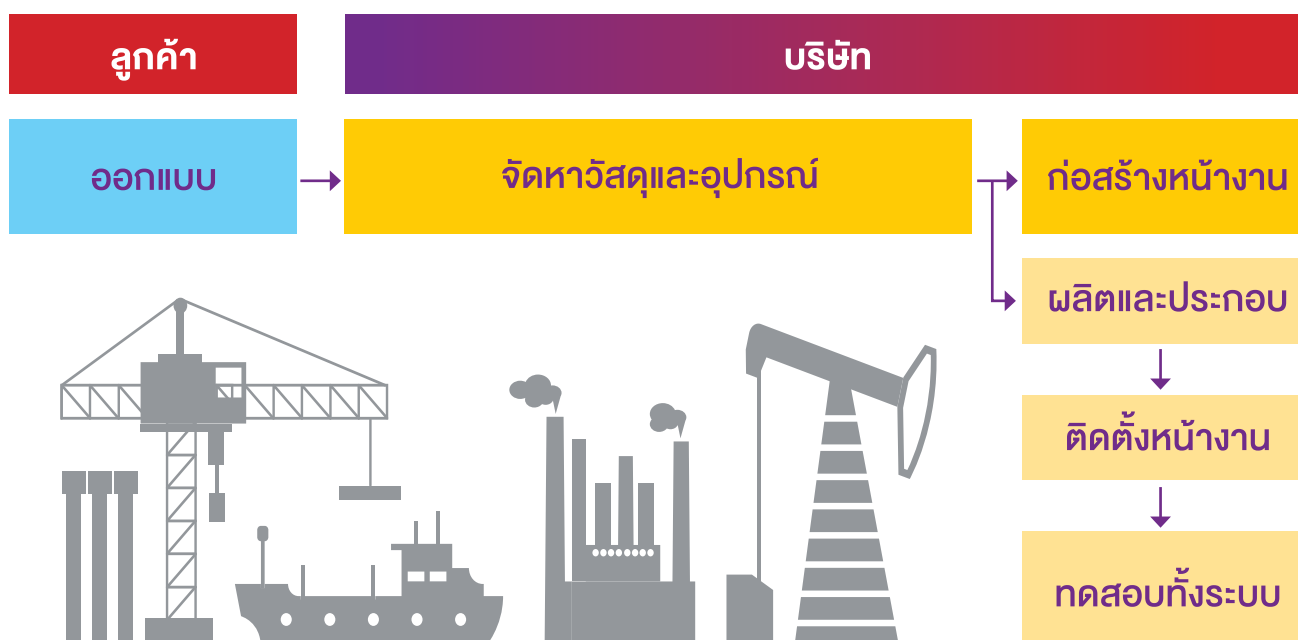 ลูกค้า
บริษัท
ออกแบบ
จัดหาวัสดุและอุปกรณ์
ก่อสร้างหน้างาน
ผลิตและประกอบ
ติดตั้งหน้างาน
ทดสอบทั้งระบบ